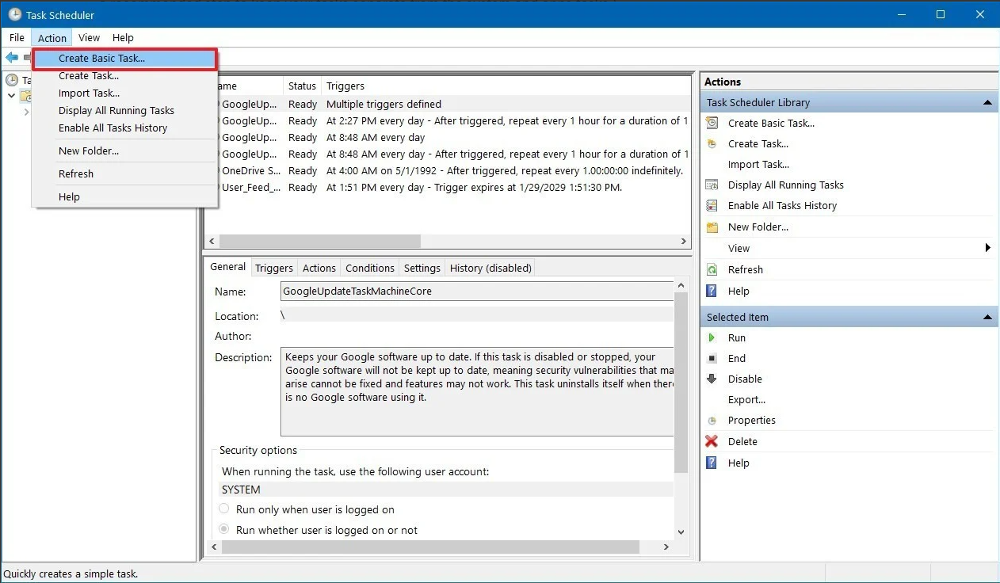 Task Scheduler
File Action View Help
Create Basic Task...
Create Task...
Import Task...
Display All Running Tasks
Enable All Tasks History
New Folder...
Refresh
Help
Status Triggers
GoogleUp... Ready Multiple triggers defined
GoogleUp... Ready At 2:27 PM every day - After triggered, repeat every 1 hour for a duration of 1
GoogleUp... Ready At 8:48 AM every day
GoogleUp... Ready At 8:48 AM every day - After triggered, repeat every 1 hour for a duration of 1
OneDrive S... Ready At 4:00 AM on 5/1/1992 - After triggered, repeat every 1.00:00:00 indefinitely.
User_Feed_... Ready At 1:51 PM every day - Trigger expires at 1/29/2029 1:51:30 PM.
General Triggers Actions Conditions Settings History (disabled)
Name: GoogleUpdateTaskMachineCore
Location: \
Author:
Description: Keeps your Google software up to date. If this task is disabled or stopped, your
Google software will not be kept up to date, meaning security vulnerabilities that ma
arise cannot be fixed and features may not work. This task uninstalls itself when there
is no Google software using it.
Security options
When running the task, use the following user account:
SYSTEM
Run only when user is logged on
Run whether user is logged on or not
Actions
Task Scheduler Library
Create Basic Task...
Create Task...
Import Task...
Display All Running Tasks
Enable All Tasks History
New Folder...
View
Refresh
Help
Selected Item
Run
End
Disable
Export...
Properties
Delete
Help
Quickly creates a simple task.